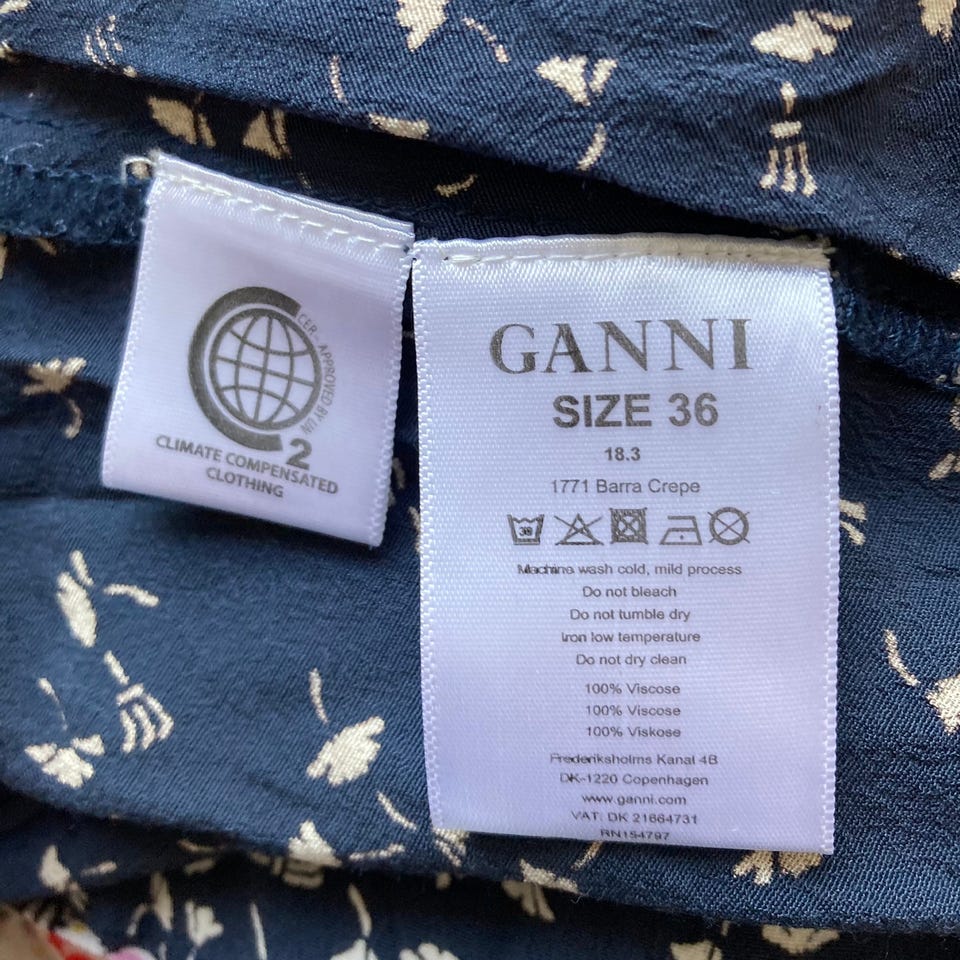 CER - APPROVED BY UN
2
CLIMATE COMPENSATED
CLOTHING
GANNI
SIZE 36
18.3
1771 Barra Crepe
30
Machine wash cold, mild process
Do not bleach
Do not tumble dry
Iron low temperature
Do not dry clean
100% Viscose
100% Viscose
100% Viskose
Frederiksholms Kanal 4B
DK-1220 Copenhagen
www.ganni.com
VAT: DK 21664731
RN154797